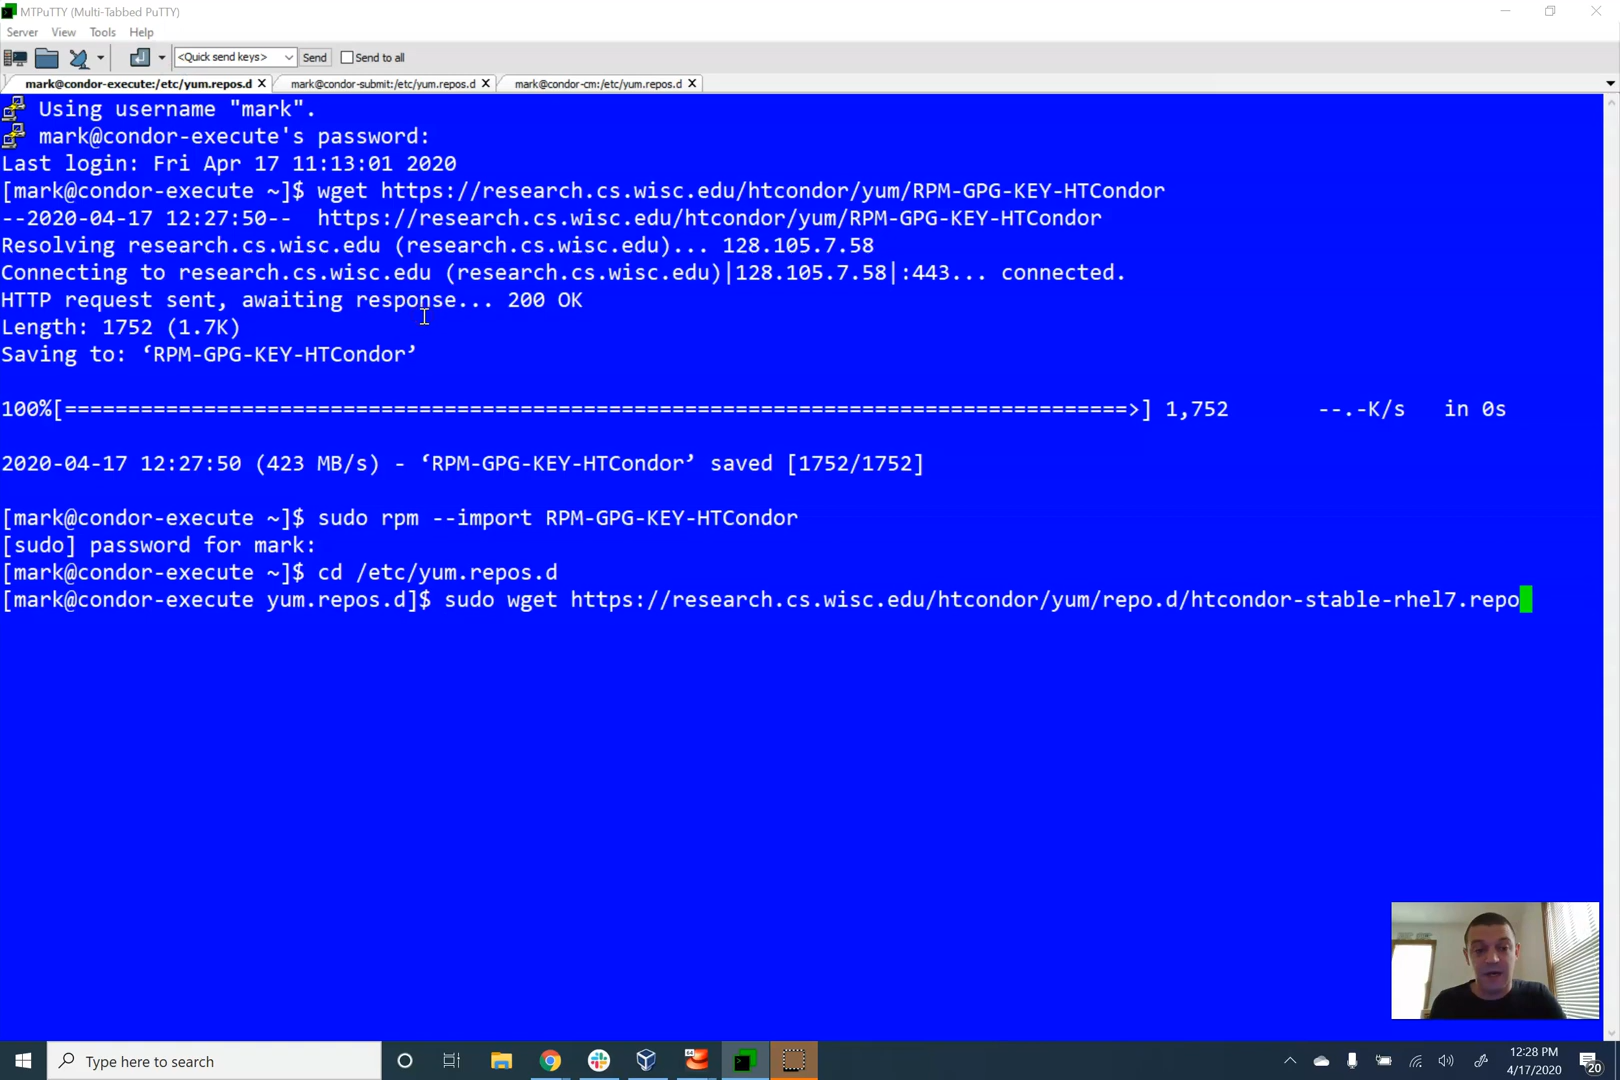 MTPuTTY (Multi-Tabbed PuTTY)
Server View Tools Help
<Quick send keys> Send Send to all
mark@condor-execute:/etc/yum.repos.d mark@condor-submit:/etc/yum.repos.d mark@condor-cm:/etc/yum.repos.d
Using username "mark".
mark@condor-execute's password:
Last login: Fri Apr 17 11:13:01 2020
[mark@condor-execute ~]$ wget https://research.cs.wisc.edu/htcondor/yum/RPM-GPG-KEY-HTCondor
--2020-04-17 12:27:50--  https://research.cs.wisc.edu/htcondor/yum/RPM-GPG-KEY-HTCondor
Resolving research.cs.wisc.edu (research.cs.wisc.edu)... 128.105.7.58
Connecting to research.cs.wisc.edu (research.cs.wisc.edu)|128.105.7.58|:443... connected.
HTTP request sent, awaiting response... 200 OK
Length: 1752 (1.7K)
Saving to: ‘RPM-GPG-KEY-HTCondor’
100%[====================================================================================>] 1,752       --.-K/s   in 0s
2020-04-17 12:27:50 (423 MB/s) - ‘RPM-GPG-KEY-HTCondor’ saved [1752/1752]
[mark@condor-execute ~]$ sudo rpm --import RPM-GPG-KEY-HTCondor
[sudo] password for mark:
[mark@condor-execute ~]$ cd /etc/yum.repos.d
[mark@condor-execute yum.repos.d]$ sudo wget https://research.cs.wisc.edu/htcondor/yum/repo.d/htcondor-stable-rhel7.repo
Type here to search
64
12:28 PM
4/17/2020
20